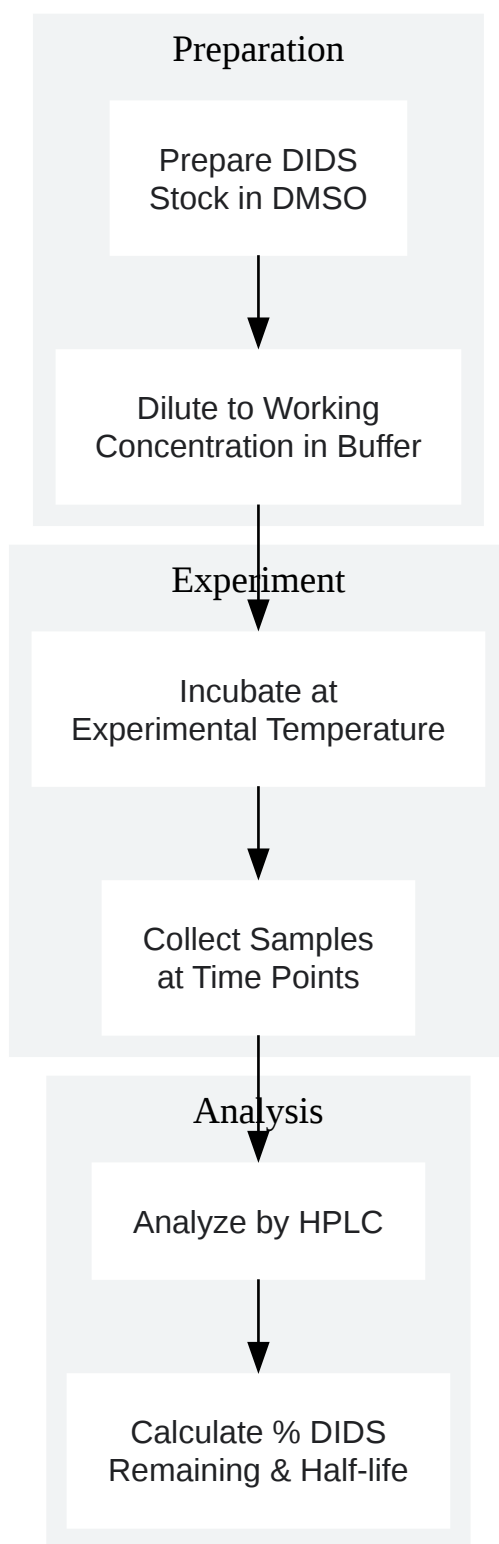 Preparation
Prepare DIDS
Stock in DMSO
Dilute to Working
Concentration in Buffer
Experiment
Incubate at
Experimental Temperature
Collect Samples
at Time Points
Analysis
Analyze by HPLC
Calculate % DIDS
Remaining & Half-life